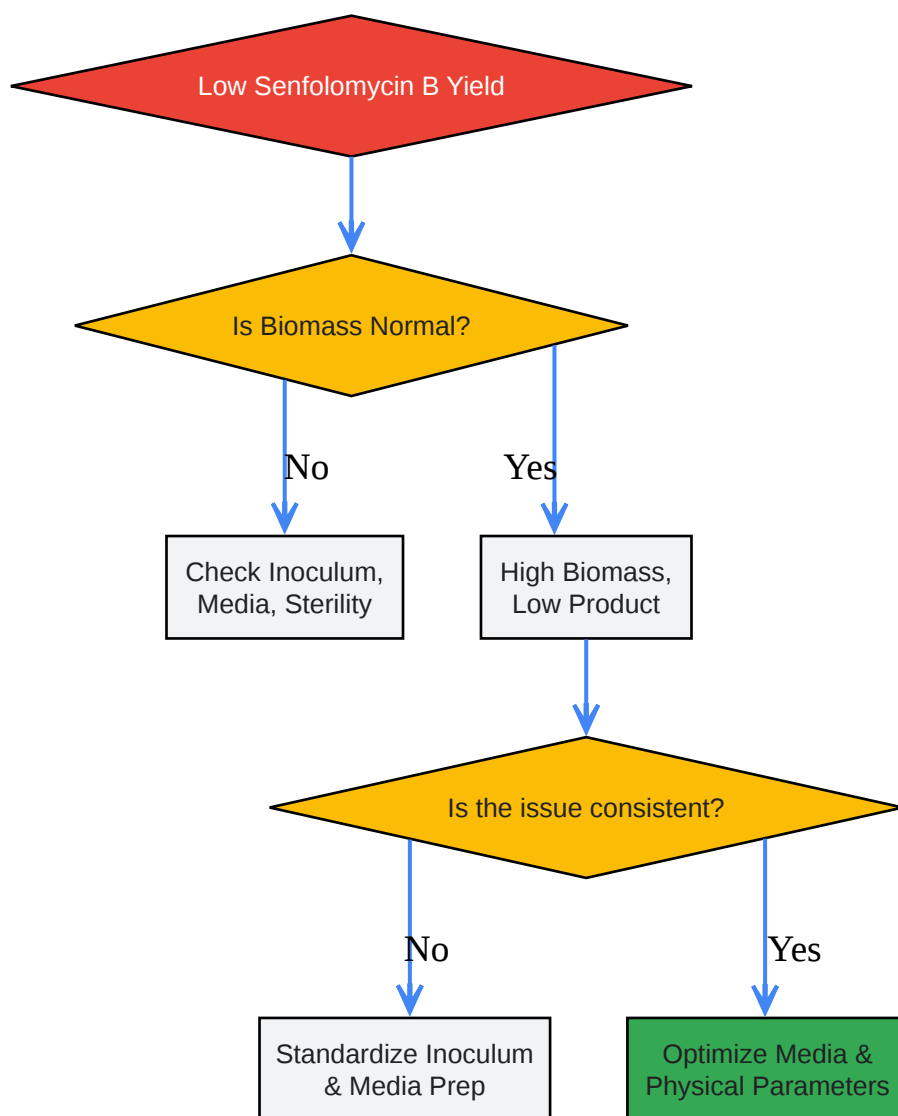 Low Senfolomycin B Yield
Is Biomass Normal?
No
Yes
Check Inoculum,
Media, Sterility
High Biomass,
Low Product
Is the issue consistent?
No
Yes
Standardize Inoculum
& Media Prep
Optimize Media &
Physical Parameters